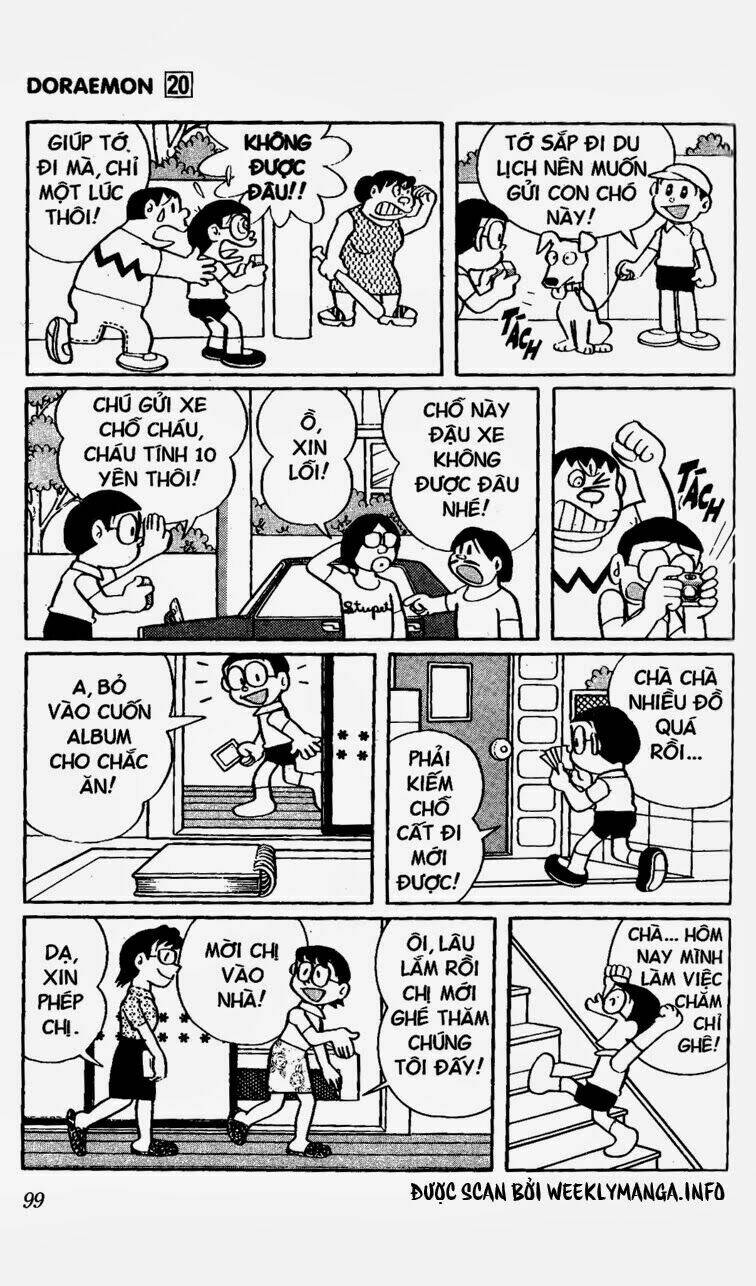 DORAEMON 20
TỚ SẮP ĐI DU
LỊCH NÊN MUỐN
GỬI CON CHÓ
NÀY!
TÁCH
KHÔNG
ĐƯỢC
ĐÂU!!
GIÚP TỚ.
ĐI MÀ, CHỈ
MỘT LÚC
THÔI!
TÁCH
CHỖ NÀY
ĐẬU XE
KHÔNG
ĐƯỢC ĐÂU
NHÉ!
Ồ,
XIN
LỖI!
Stupid
CHÚ GỬI XE
CHỖ CHÁU,
CHÁU TÍNH 10
YÊN THÔI!
CHÀ CHÀ
NHIỀU ĐỒ
QUÁ
RỒI...
PHẢI
KIẾM
CHỖ
CẤT ĐI
MỚI
ĐƯỢC!
A, BỎ
VÀO CUỐN
ALBUM
CHO CHẮC
ĂN!
CHÀ... HÔM
NAY MÌNH
LÀM VIỆC
CHĂM
CHỈ
GHÊ!
ÔI, LÂU
LẮM RỒI
CHỊ MỚI
GHÉ THĂM
CHÚNG
TÔI ĐẤY!
MỜI CHỊ
VÀO
NHÀ!
DẠ,
XIN
PHÉP
CHỊ.
99
ĐƯỢC SCAN BỞI WEEKLYMANGA.INFO